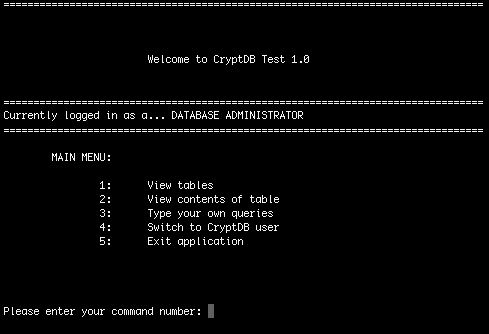 ================================================================================
Welcome to CryptDB Test 1.0
================================================================================
Currently logged in as a... DATABASE ADMINISTRATOR
================================================================================
MAIN MENU:
1: View tables
2: View contents of table
3: Type your own queries
4: Switch to CryptDB user
5: Exit application
Please enter your command number: